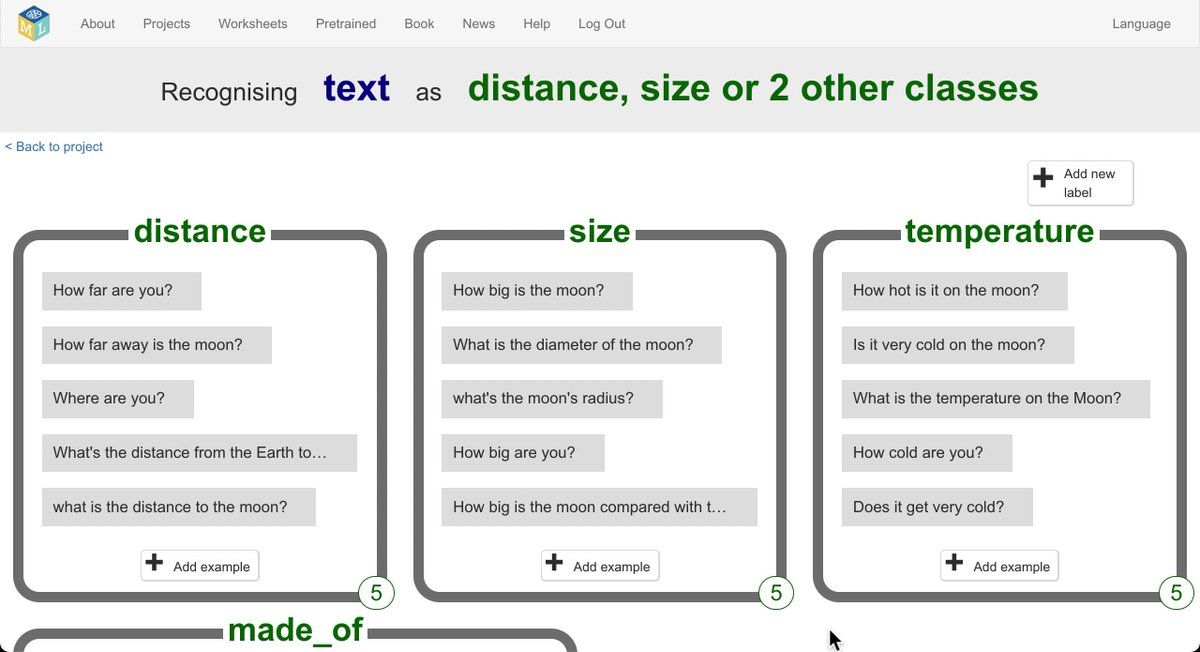 M L
About Projects Worksheets Pretrained Book News Help Log Out Language
Recognising text as distance, size or 2 other classes
< Back to project
Add new
label
distance
How far are you?
How far away is the moon?
Where are you?
What's the distance from the Earth to…
what is the distance to the moon?
Add example
5
size
How big is the moon?
What is the diameter of the moon?
what's the moon's radius?
How big are you?
How big is the moon compared with t…
Add example
5
temperature
How hot is it on the moon?
Is it very cold on the moon?
What is the temperature on the Moon?
How cold are you?
Does it get very cold?
Add example
5
made_of